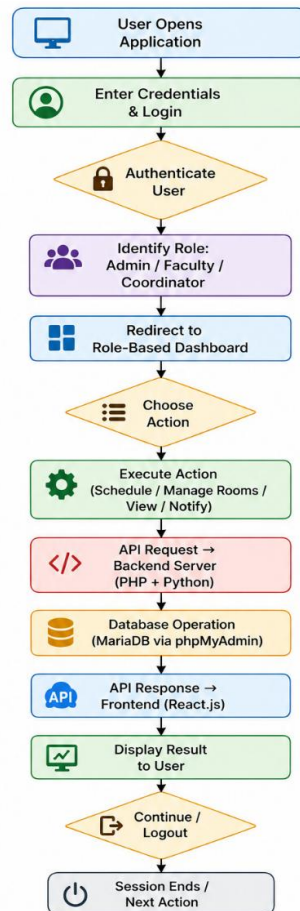 User Opens
Application
Enter Credentials
& Login
Authenticate
User
Identify Role:
Admin / Faculty /
Coordinator
Redirect to
Role-Based Dashboard
Choose
Action
Execute Action
(Schedule / Manage Rooms /
View / Notify)
</>
API Request →
Backend Server
(PHP + Python)
Database Operation
(MariaDB via phpMyAdmin)
API
API Response →
Frontend (React.js)
Display Result
to User
Continue /
Logout
Session Ends /
Next Action